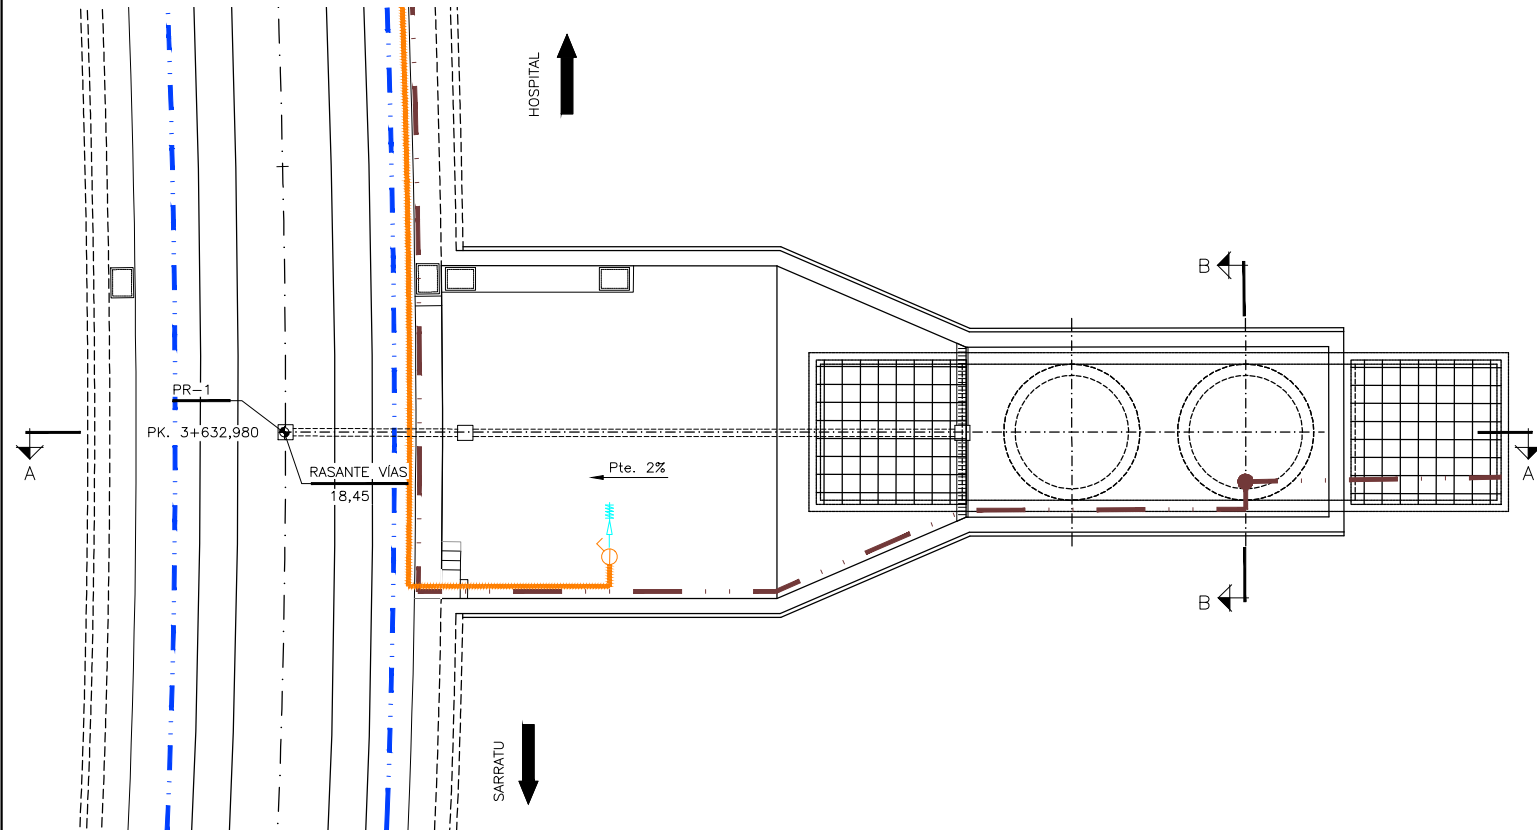 HOSPITAL
B
PR-1
PK. 3+632,980
A
RASANTE VÍAS
18,45
Pte. 2%
A
B
SARRATU